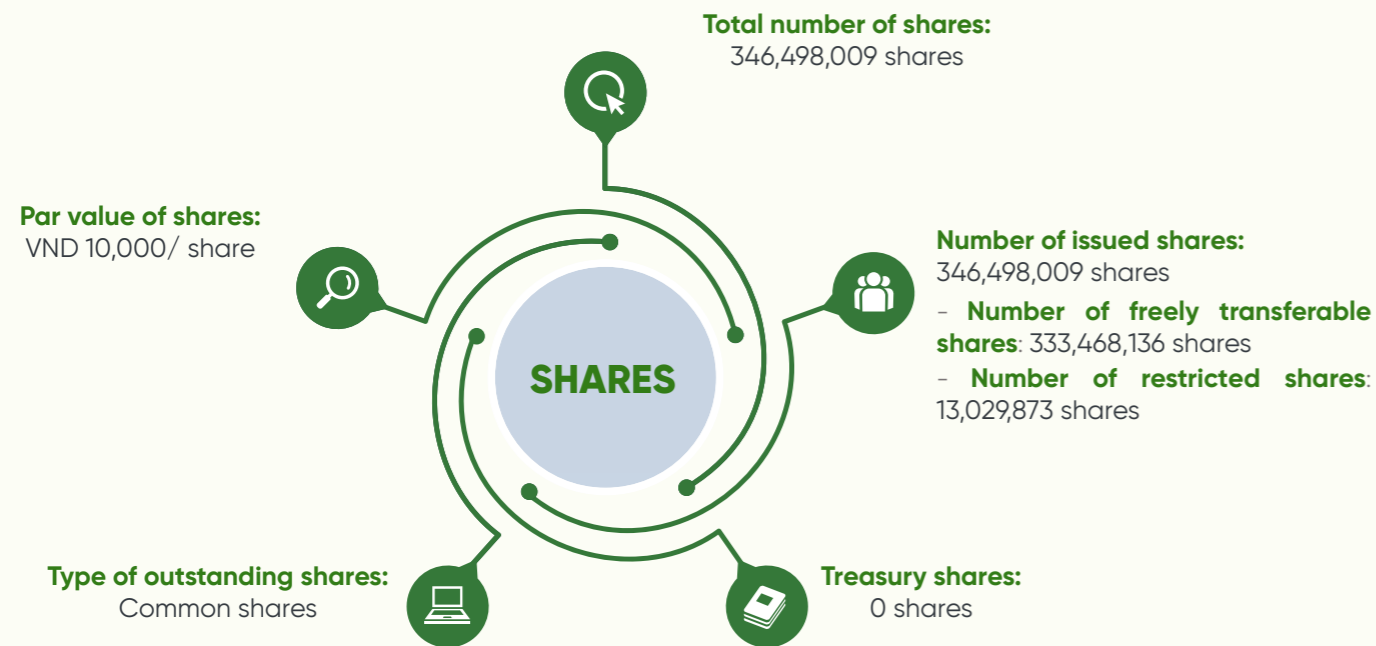 Total number of shares:
346,498,009 shares
Par value of shares:
VND 10,000/ share
Number of issued shares:
346,498,009 shares
- Number of freely transferable
shares: 333,468,136 shares
- Number of restricted shares:
13,029,873 shares
SHARES
Type of outstanding shares:
Common shares
Treasury shares:
0 shares